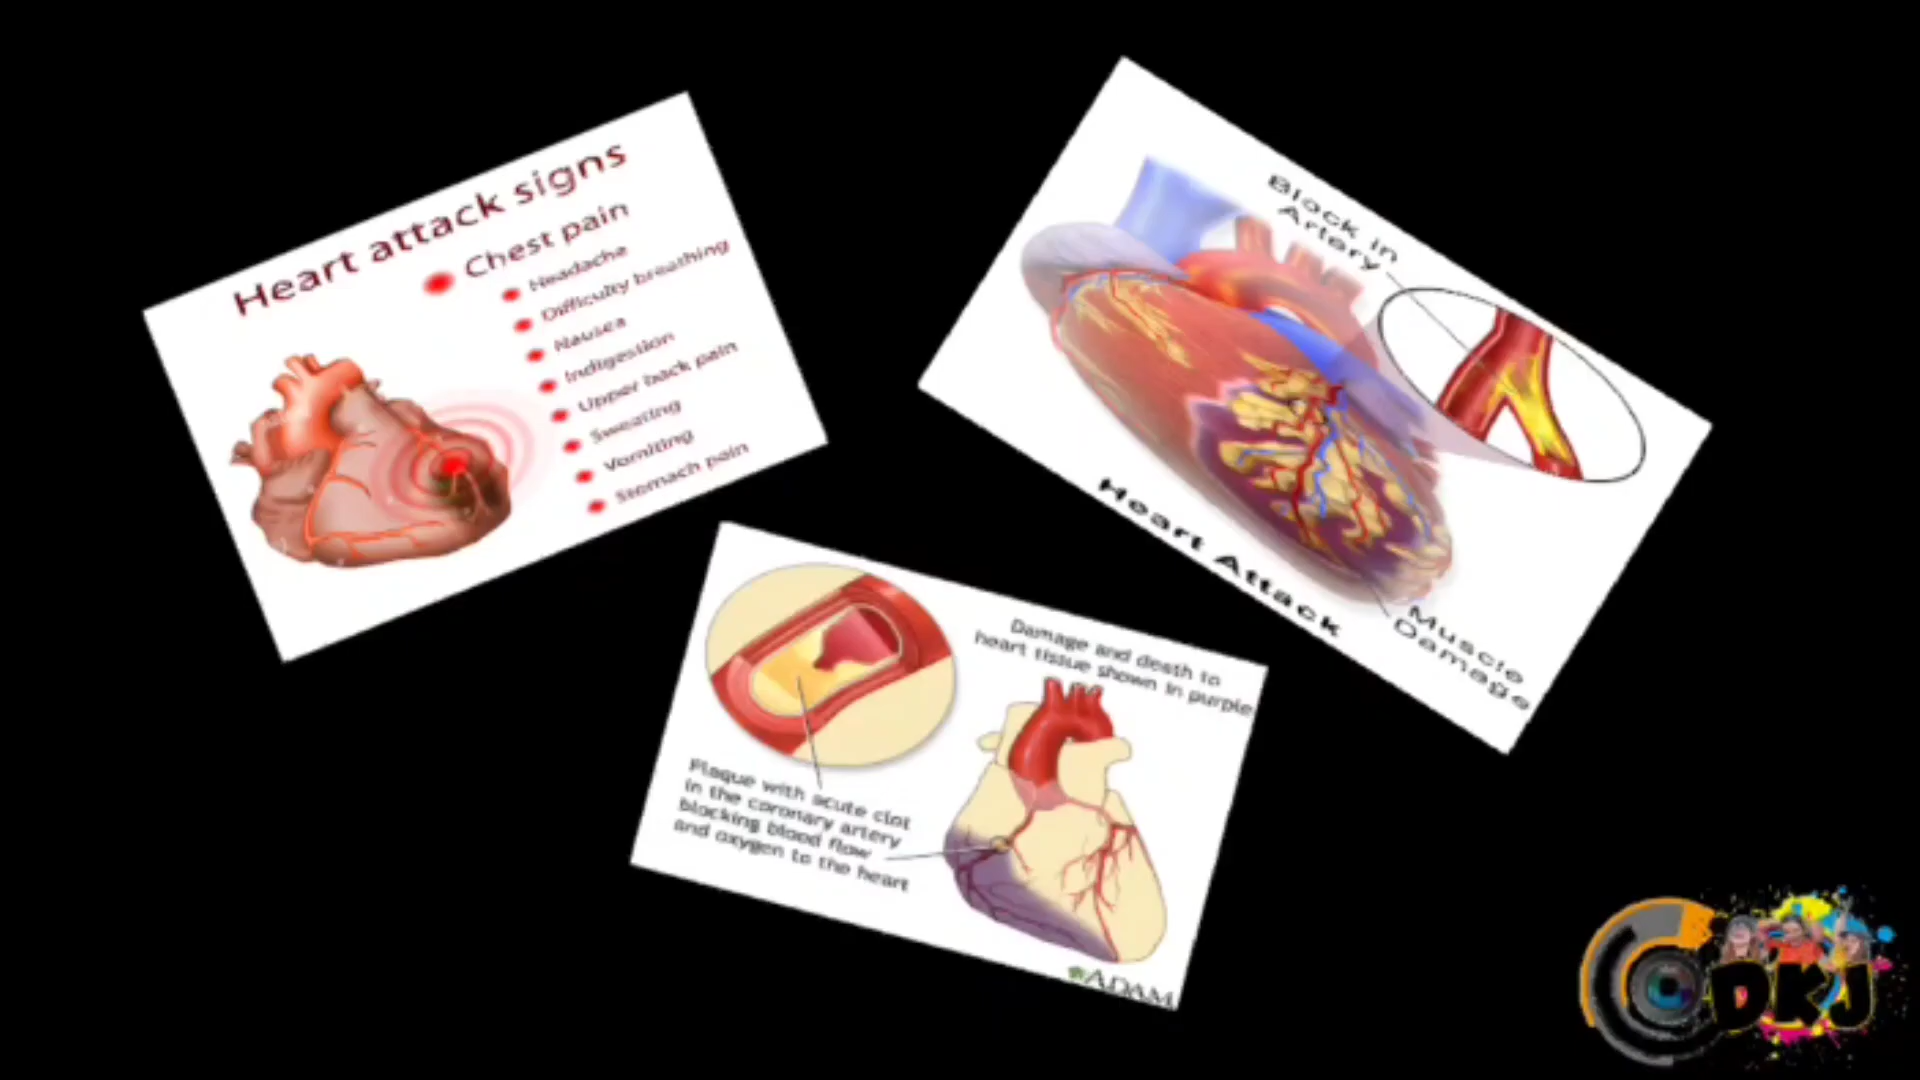 Heart attack signs
Chest pain
Headache
Difficulty breathing
Nausea
Indigestion
Upper back pain
Sweating
Vomiting
Stomach pain
Block in
Artery
Heart Attack
Muscle
Damage
Damage and death to
heart tissue shown in purple
Plaque with acute clot
in the coronary artery
blocking blood flow
and oxygen to the heart
ADAM
DKJ